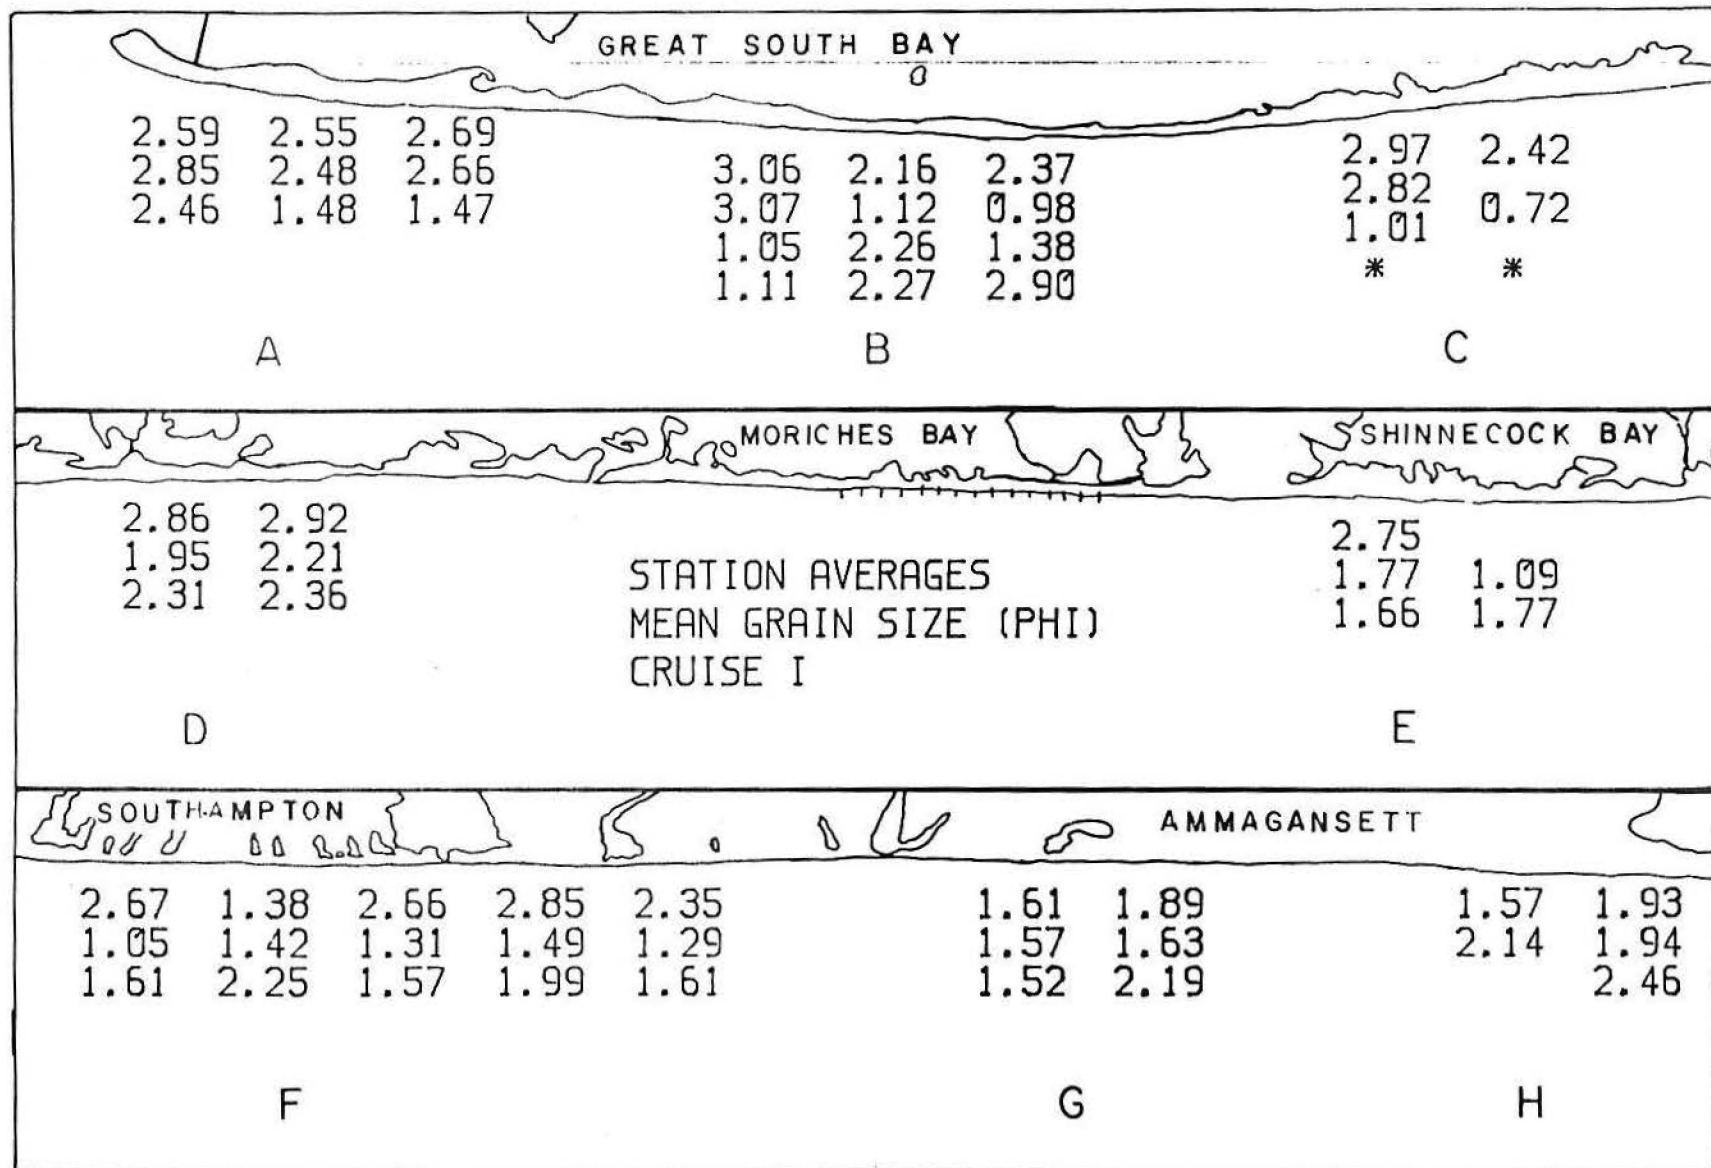 GREAT SOUTH BAY
2.59 2.55 2.69
2.85 2.48 2.66
2.46 1.48 1.47
A
3.06 2.16 2.37
3.07 1.12 0.98
1.05 2.26 1.38
1.11 2.27 2.90
B
2.97 2.42
2.82
0.72
1.01
* *
C
MORICHES BAY
SHINNECOCK BAY
2.86 2.92
1.95 2.21
2.31 2.36
D
STATION AVERAGES
MEAN GRAIN SIZE (PHI)
CRUISE I
2.75
1.77 1.09
1.66 1.77
E
SOUTHAMPTON
AMMAGANSETT
2.67 1.38 2.66 2.85 2.35
1.05 1.42 1.31 1.49 1.29
1.61 2.25 1.57 1.99 1.61
F
1.61 1.89
1.57 1.63
1.52 2.19
G
1.57 1.93
2.14 1.94
2.46
H